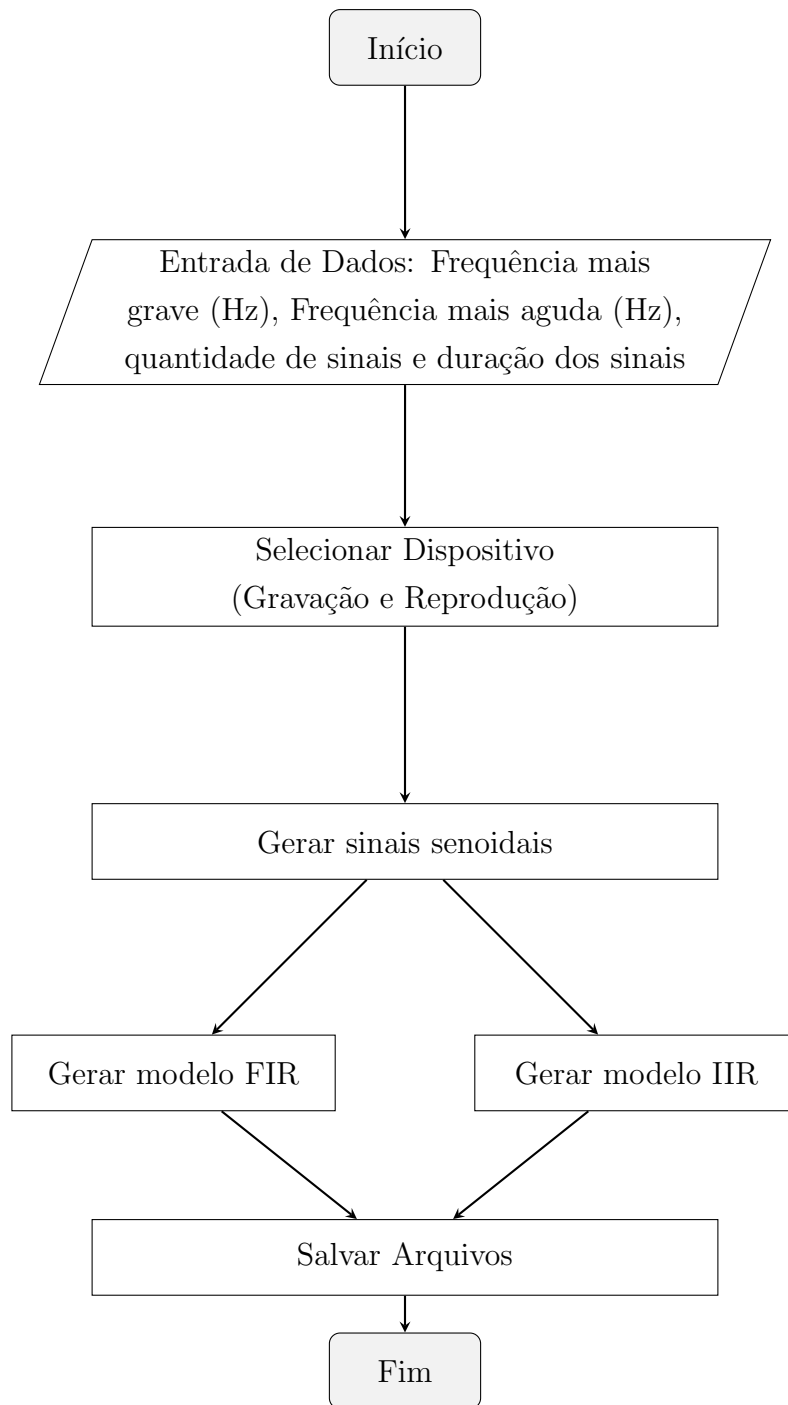 Início
Entrada de Dados: Frequência mais
grave (Hz), Frequência mais aguda (Hz),
quantidade de sinais e duração dos sinais
Selecionar Dispositivo
(Gravação e Reprodução)
Gerar sinais senoidais
Gerar modelo FIR
Gerar modelo IIR
Salvar Arquivos
Fim